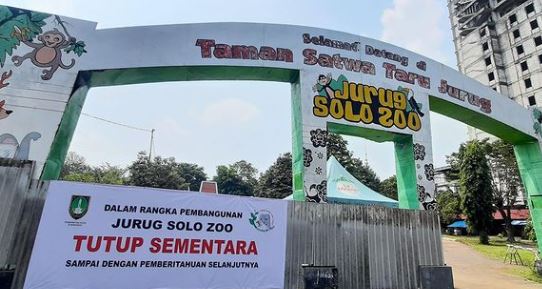 Selamat Datang di
Taman Satwa Taru Jurug
Jurug
SOLO ZOO
DALAM RANGKA PEMBANGUNAN
JURUG SOLO ZOO
TUTUP SEMENTARA
SAMPAI DENGAN PEMBERITAHUAN SELANJUTNYA